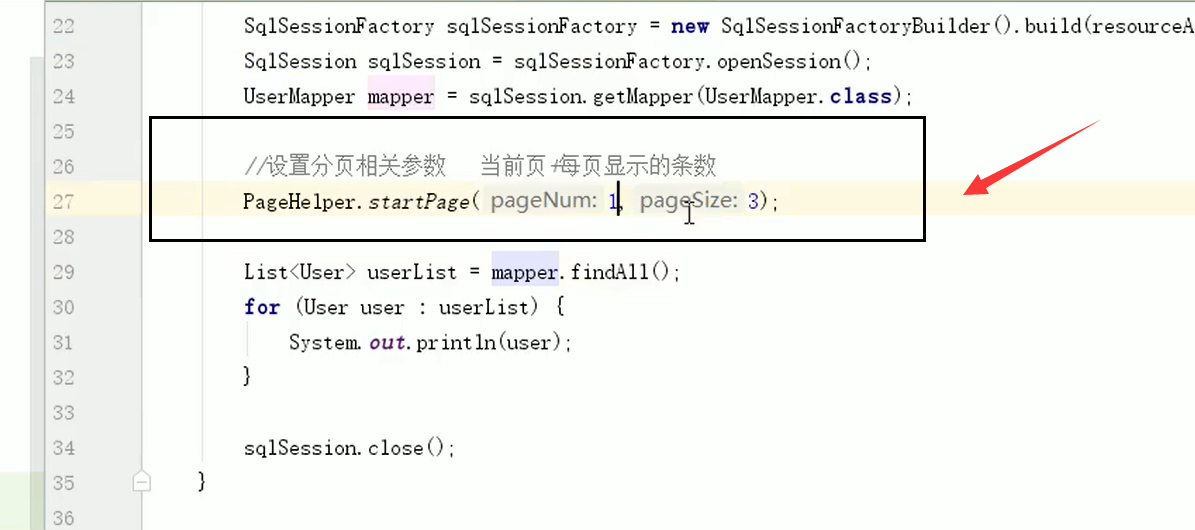 22 SqlSessionFactory sqlSessionFactory = new SqlSessionFactoryBuilder().build(resourceA
23 SqlSession sqlSession = sqlSessionFactory.openSession();
24 UserMapper mapper = sqlSession.getMapper(UserMapper.class);
25
26 //设置分页相关参数 当前页+每页显示的条数
27 PageHelper.startPage( pageNum: 1, pageSize: 3);
28
29 List<User> userList = mapper.findAll();
30 for (User user : userList) {
31 System.out.println(user);
32 }
33
34 sqlSession.close();
35 }
36